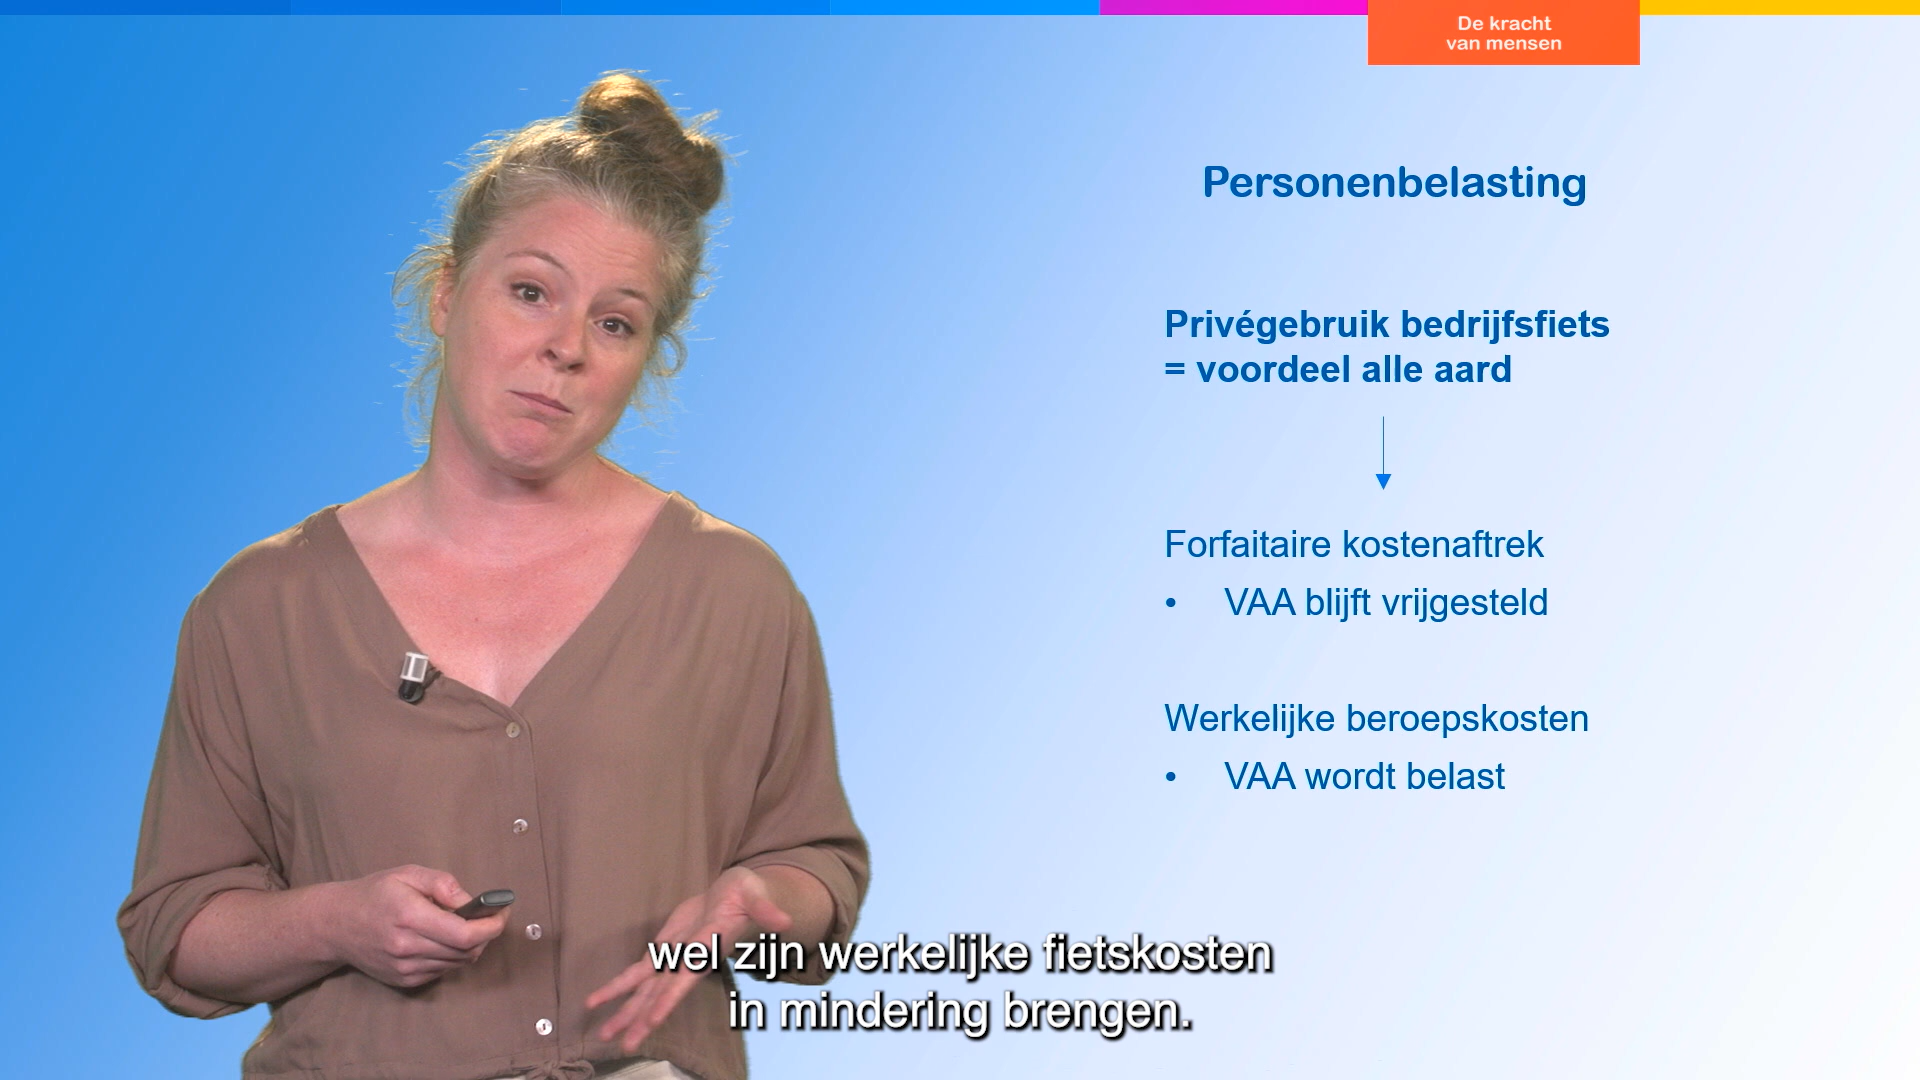 De kracht
van mensen
Personenbelasting
Privégebruik bedrijfsfiets
= voordeel alle aard
Forfaitaire kostenaftrek
• VAA blijft vrijgesteld
Werkelijke beroepskosten
• VAA wordt belast
wel zijn werkelijke fietskosten
in mindering brengen.